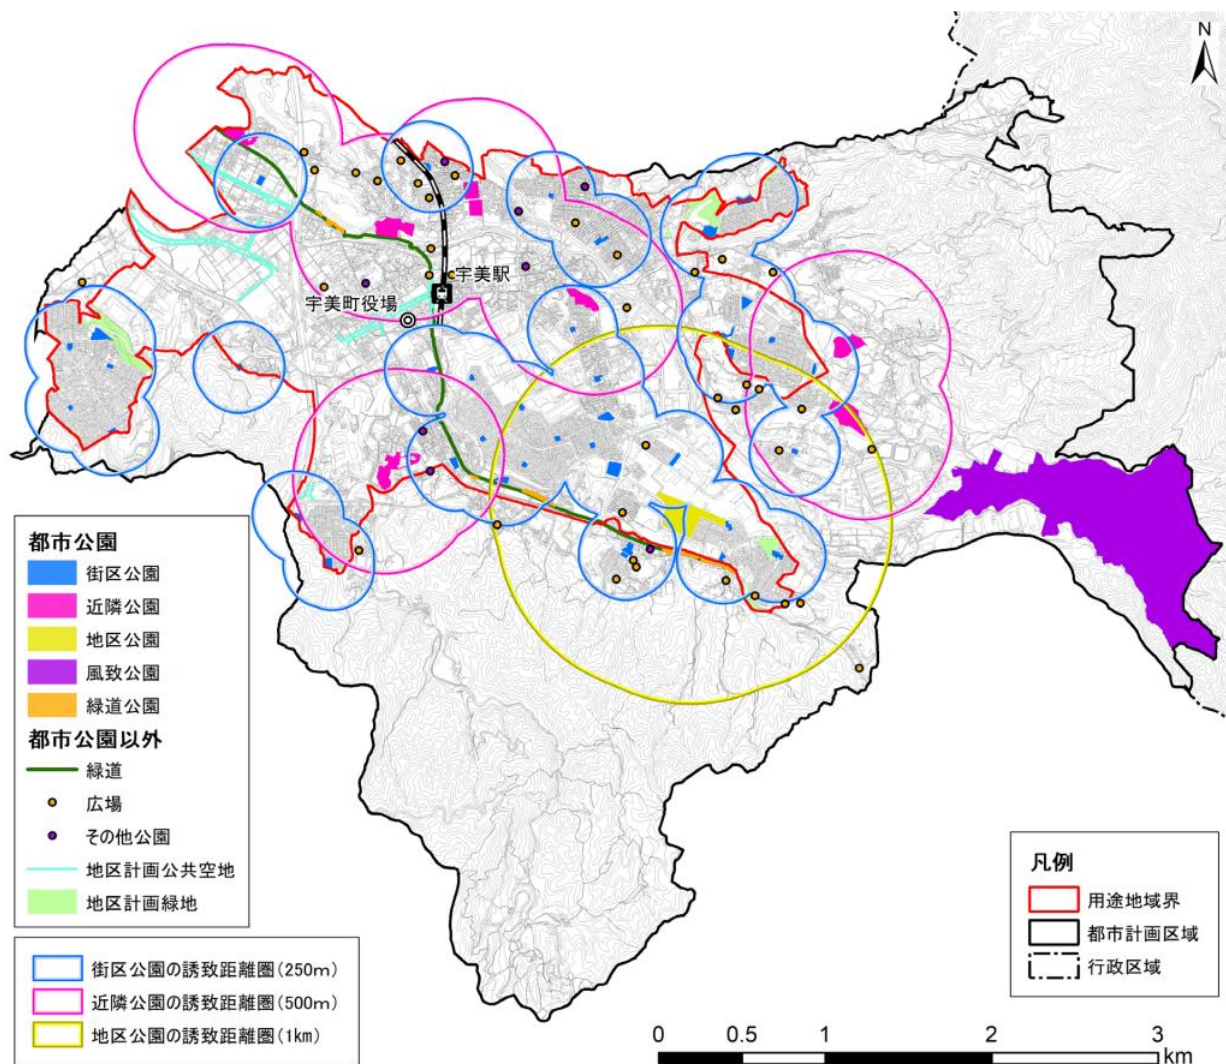 N
宇美駅
宇美町役場
都市公園
街区公園
近隣公園
地区公園
風致公園
緑道公園
都市公園以外
緑道
広場
その他公園
地区計画公共空地
地区計画緑地
街区公園の誘致距離圏(250m)
近隣公園の誘致距離圏(500m)
地区公園の誘致距離圏(1km)
凡例
用途地域界
都市計画区域
行政区域
0 0.5 1 2 3
km